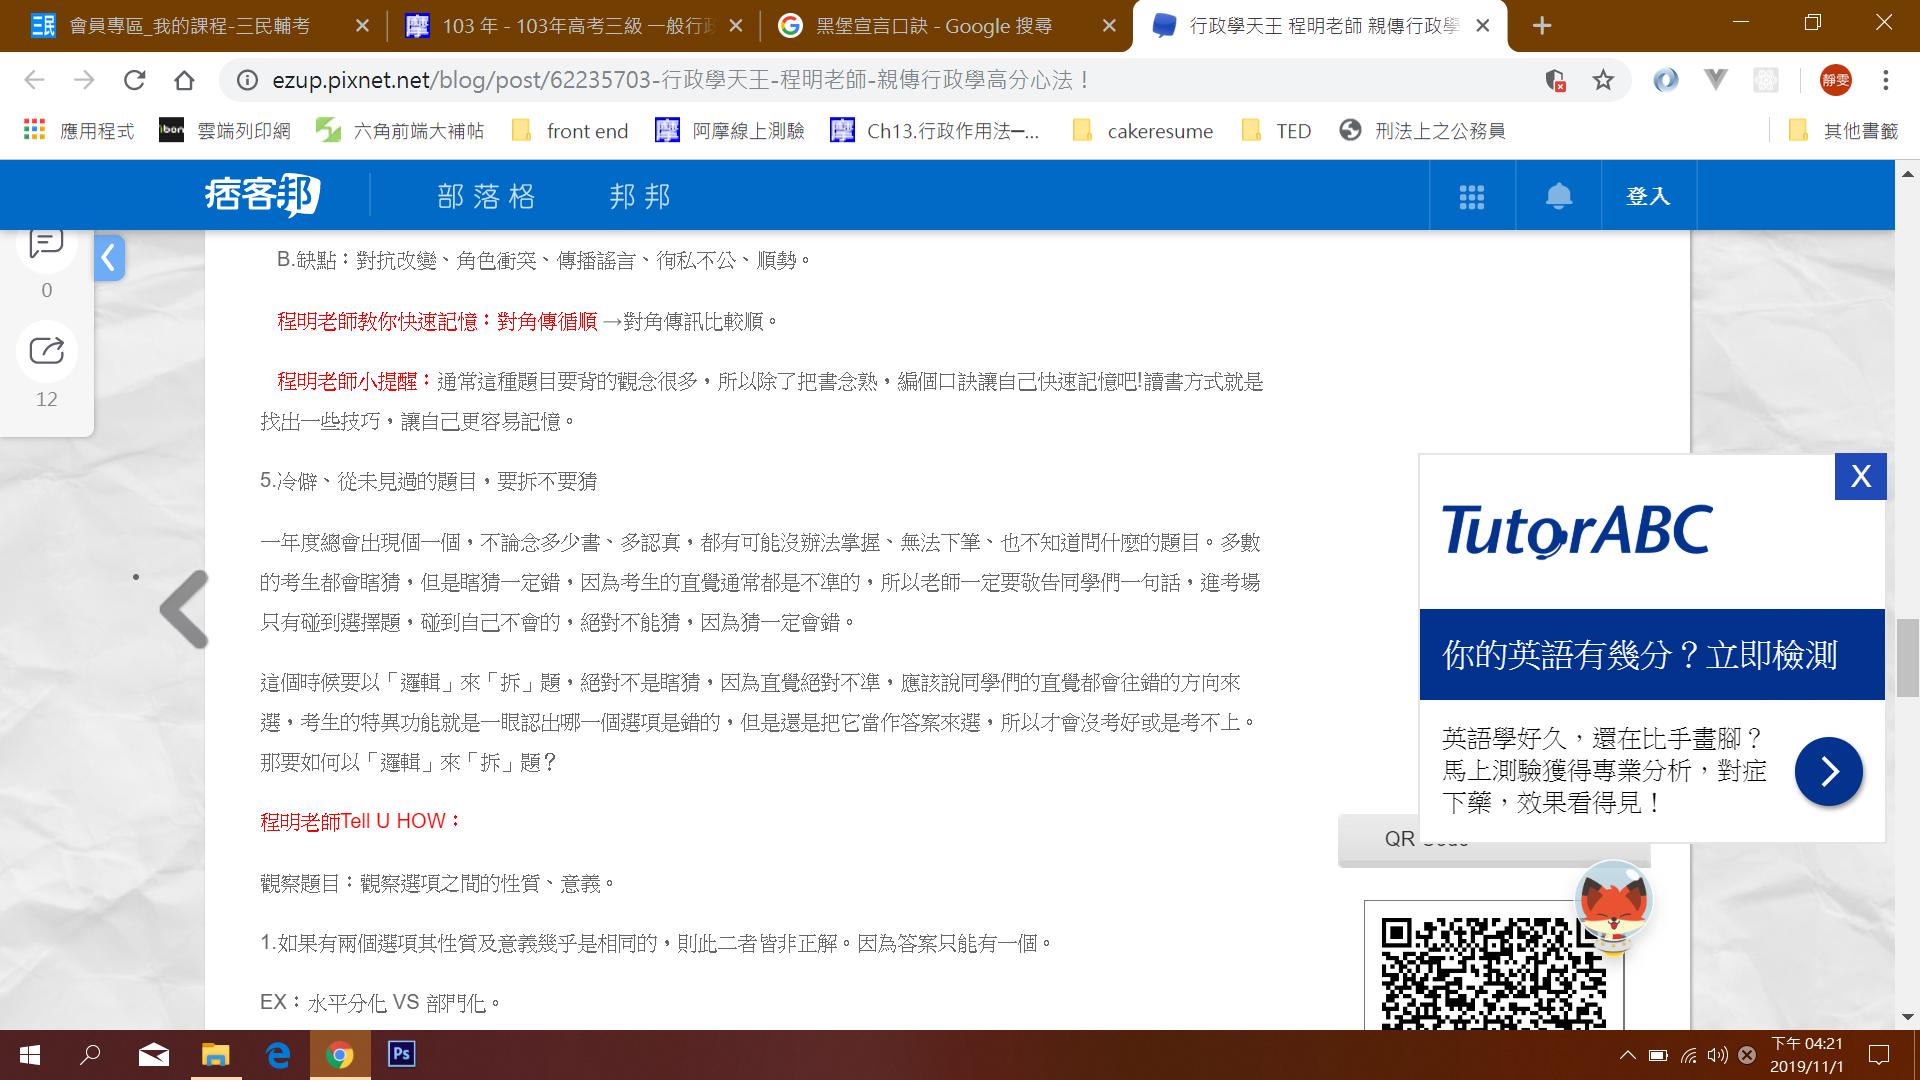 會員專區_我的課程-三民輔考
103 年 - 103年高考三級 一般行政
黑堡宣言口訣 - Google 搜尋
行政學天王 程明老師 親傳行政學
ezup.pixnet.net/blog/post/62235703-行政學天王-程明老師-親傳行政學高分心法！
靜雯
應用程式
ibon
雲端列印網
六角前端大補帖
front end
阿摩線上測驗
Ch13.行政作用法─...
cakeresume
TED
刑法上之公務員
其他書籤
痞客邦
部落格
邦邦
登入
0
12
B.缺點：對抗改變、角色衝突、傳播謠言、徇私不公、順勢。
程明老師教你快速記憶：對角傳循順 →對角傳訊比較順。
程明老師小提醒：通常這種題目要背的觀念很多，所以除了把書念熟，編個口訣讓自己快速記憶吧!讀書方式就是
找出一些技巧，讓自己更容易記憶。
5.冷僻、從未見過的題目，要拆不要猜
一年度總會出現個一個，不論念多少書、多認真，都有可能沒辦法掌握、無法下筆、也不知道問什麼的題目。多數
的考生都會瞎猜，但是瞎猜一定錯，因為考生的直覺通常都是不準的，所以老師一定要敬告同學們一句話，進考場
只有碰到選擇題，碰到自己不會的，絕對不能猜，因為猜一定會錯。
這個時候要以「邏輯」來「拆」題，絕對不是瞎猜，因為直覺絕對不準，應該說同學們的直覺都會往錯的方向來
選，考生的特異功能就是一眼認出哪一個選項是錯的，但是還是把它當作答案來選，所以才會沒考好或是考不上。
那要如何以「邏輯」來「拆」題？
程明老師Tell U HOW：
觀察題目：觀察選項之間的性質、意義。
1.如果有兩個選項其性質及意義幾乎是相同的，則此二者皆非正解。因為答案只能有一個。
EX：水平分化 VS 部門化。
X
TutorABC
你的英語有幾分？立即檢測
英語學好久，還在比手畫腳？
馬上測驗獲得專業分析，對症
下藥，效果看得見！
QR Code
Ps
下午 04:21
2019/11/1